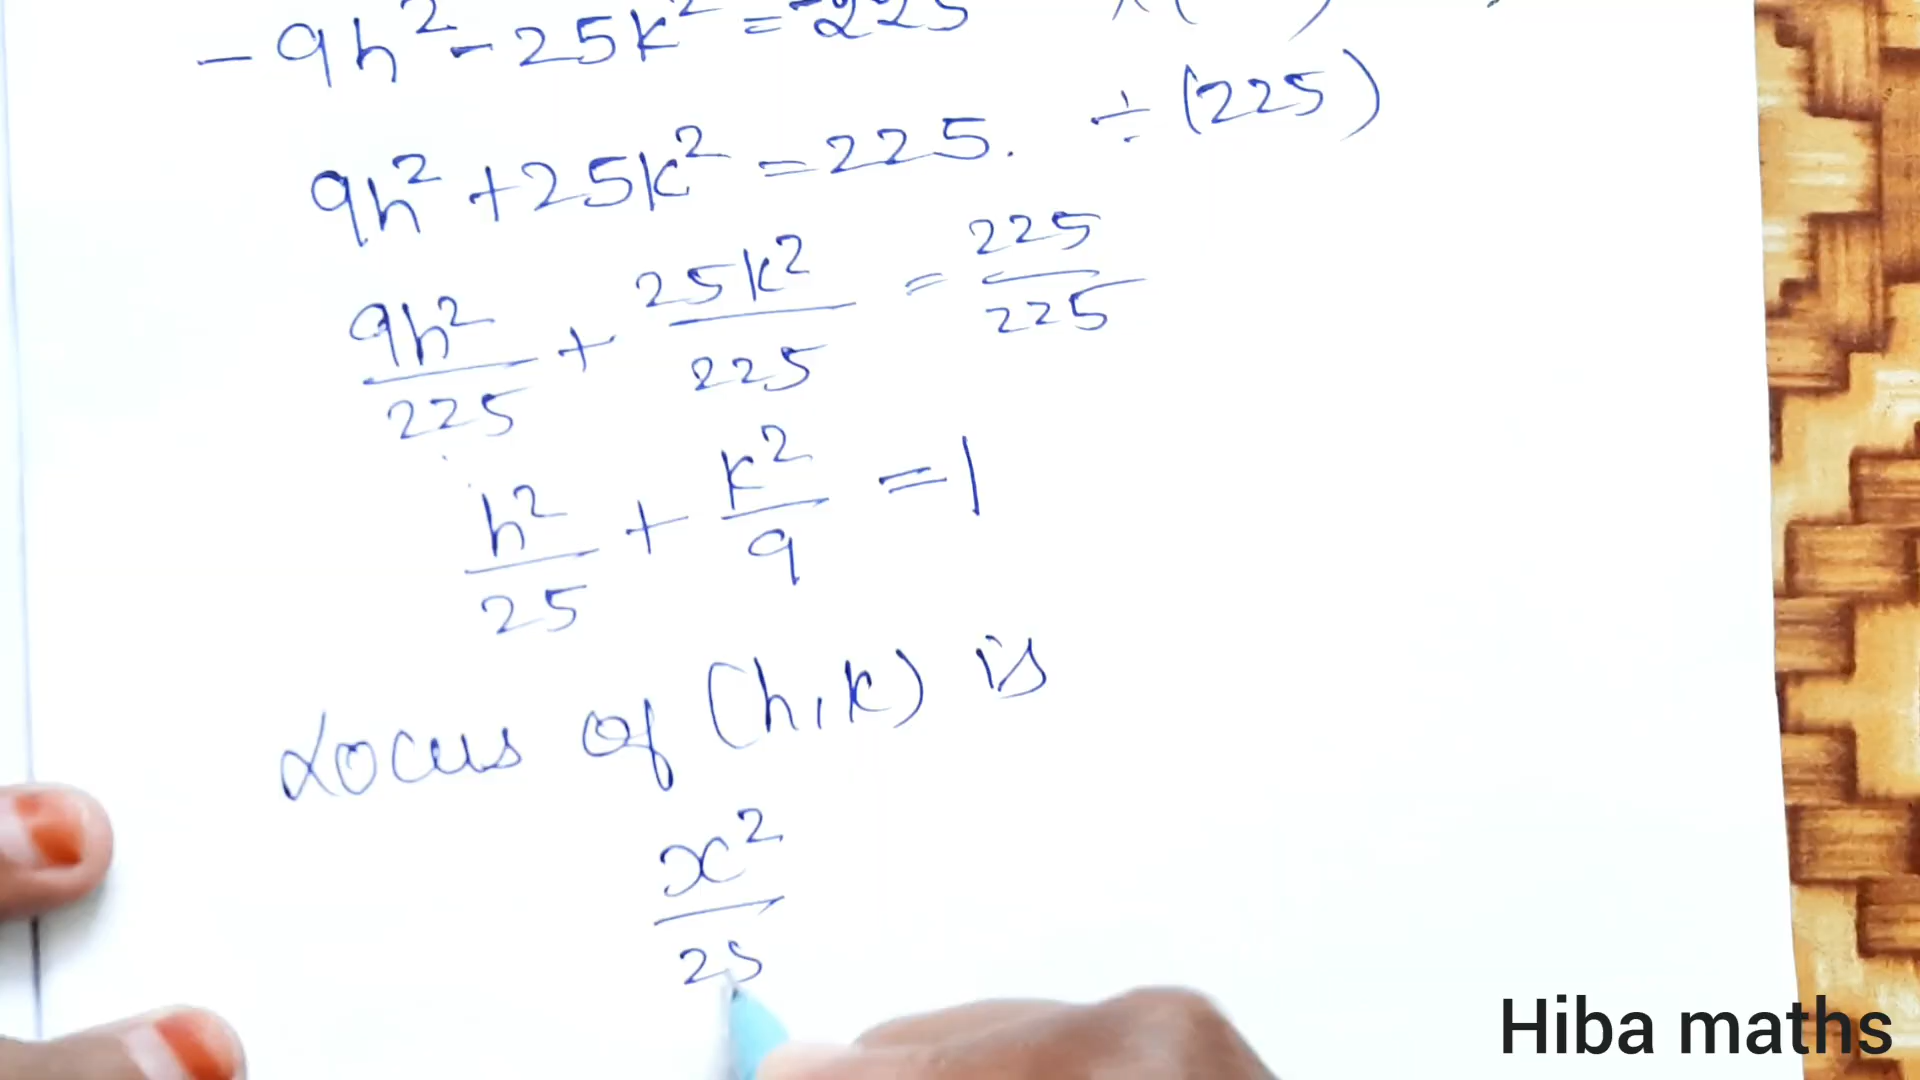 -9h² - 25k² = -225
9h² + 25k² = 225. ÷ (225)
9h²/225 + 25k²/225 = 225/225
h²/25 + k²/9 = 1
Locus of (h,k) is
x²/25
Hiba maths